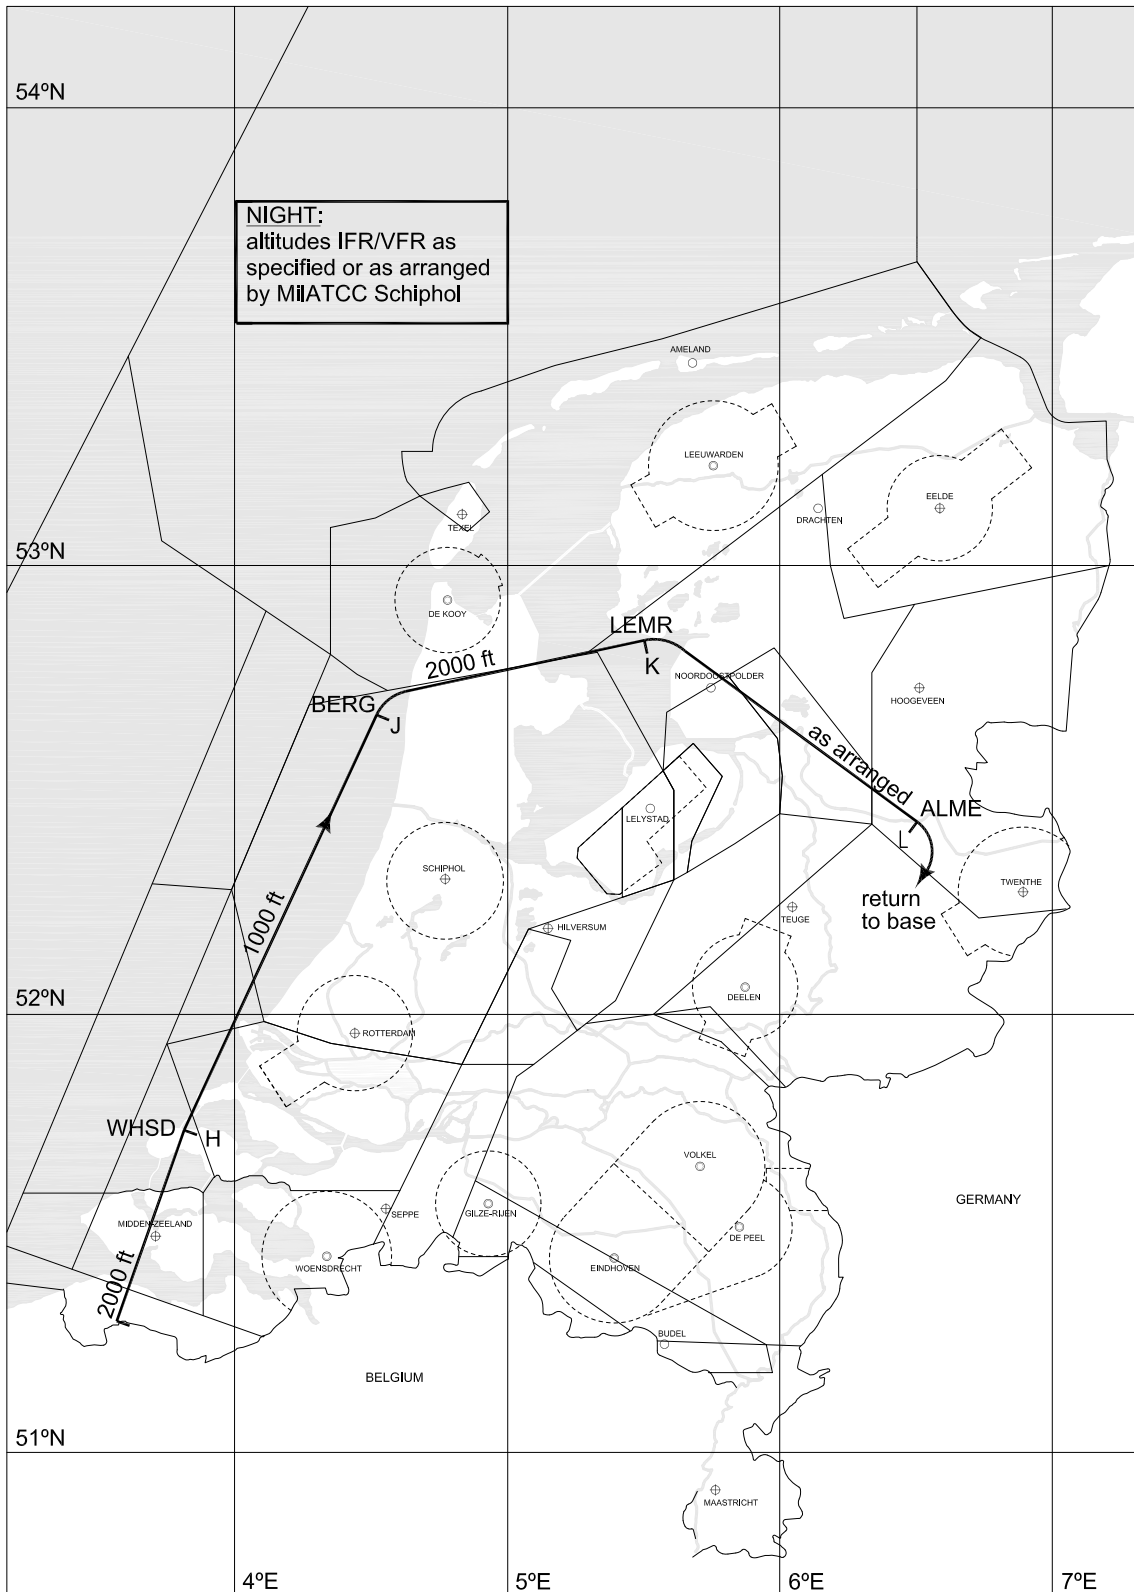 54ºN
NIGHT:
altitudes IFR/VFR as
specified or as arranged
by MilATCC Schiphol
AMELAND
LEEUWARDEN
EELDE
DRACHTEN
TEXEL
53ºN
DE KOOY
LEMR
2000 ft
K
NOORDOOSTPOLDER
BERG
J
HOOGEVEEN
as arranged
ALME
L
LELYSTAD
SCHIPHOL
TWENTHE
return
to base
1000 ft
TEUGE
HILVERSUM
52ºN
DEELEN
ROTTERDAM
WHSD
H
VOLKEL
GERMANY
MIDDEN-ZEELAND
SEPPE
GILZE-RIJEN
DE PEEL
WOENSDRECHT
EINDHOVEN
2000 ft
BUDEL
BELGIUM
51ºN
MAASTRICHT
4ºE
5ºE
6ºE
7ºE